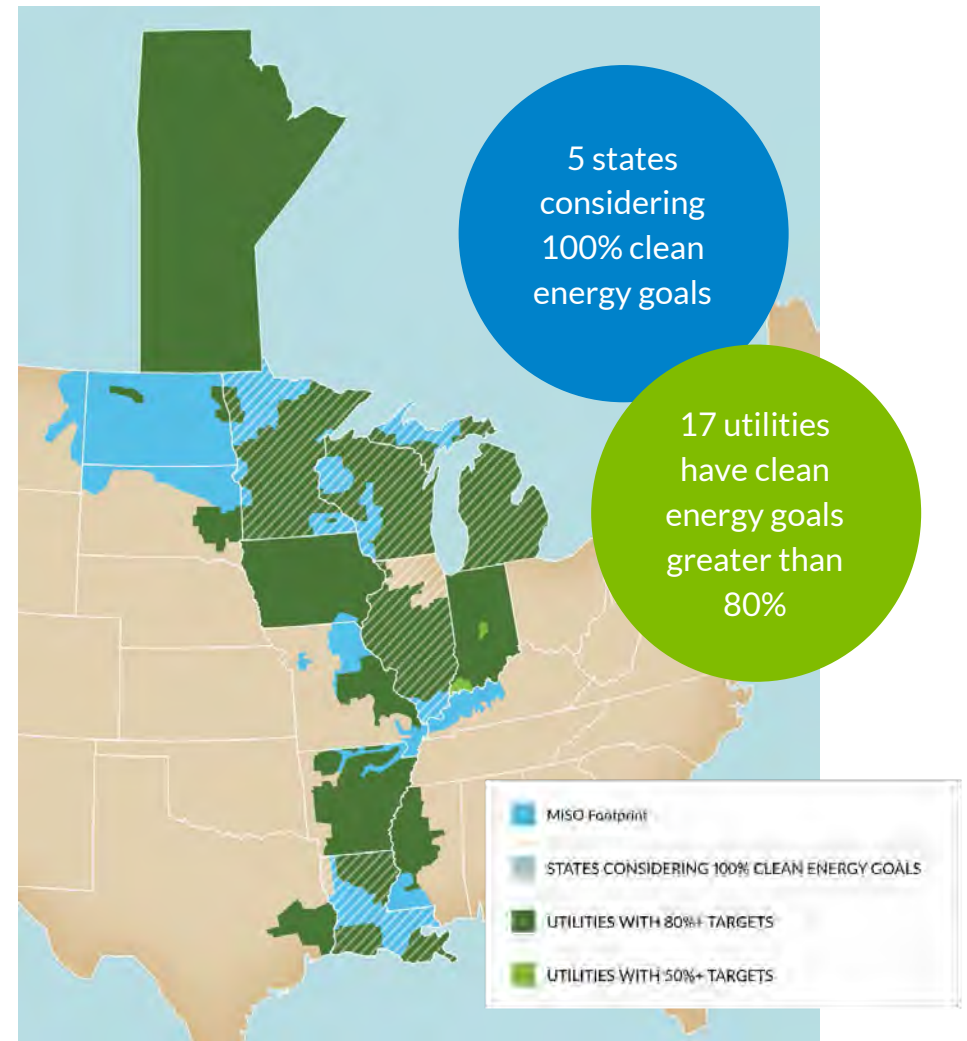 5 states
considering
100% clean
energy goals
17 utilities
have clean
energy goals
greater than
80%
MISO Footprint
STATES CONSIDERING 100% CLEAN ENERGY GOALS
UTILITIES WITH 80%+ TARGETS
UTILITIES WITH 50%+ TARGETS